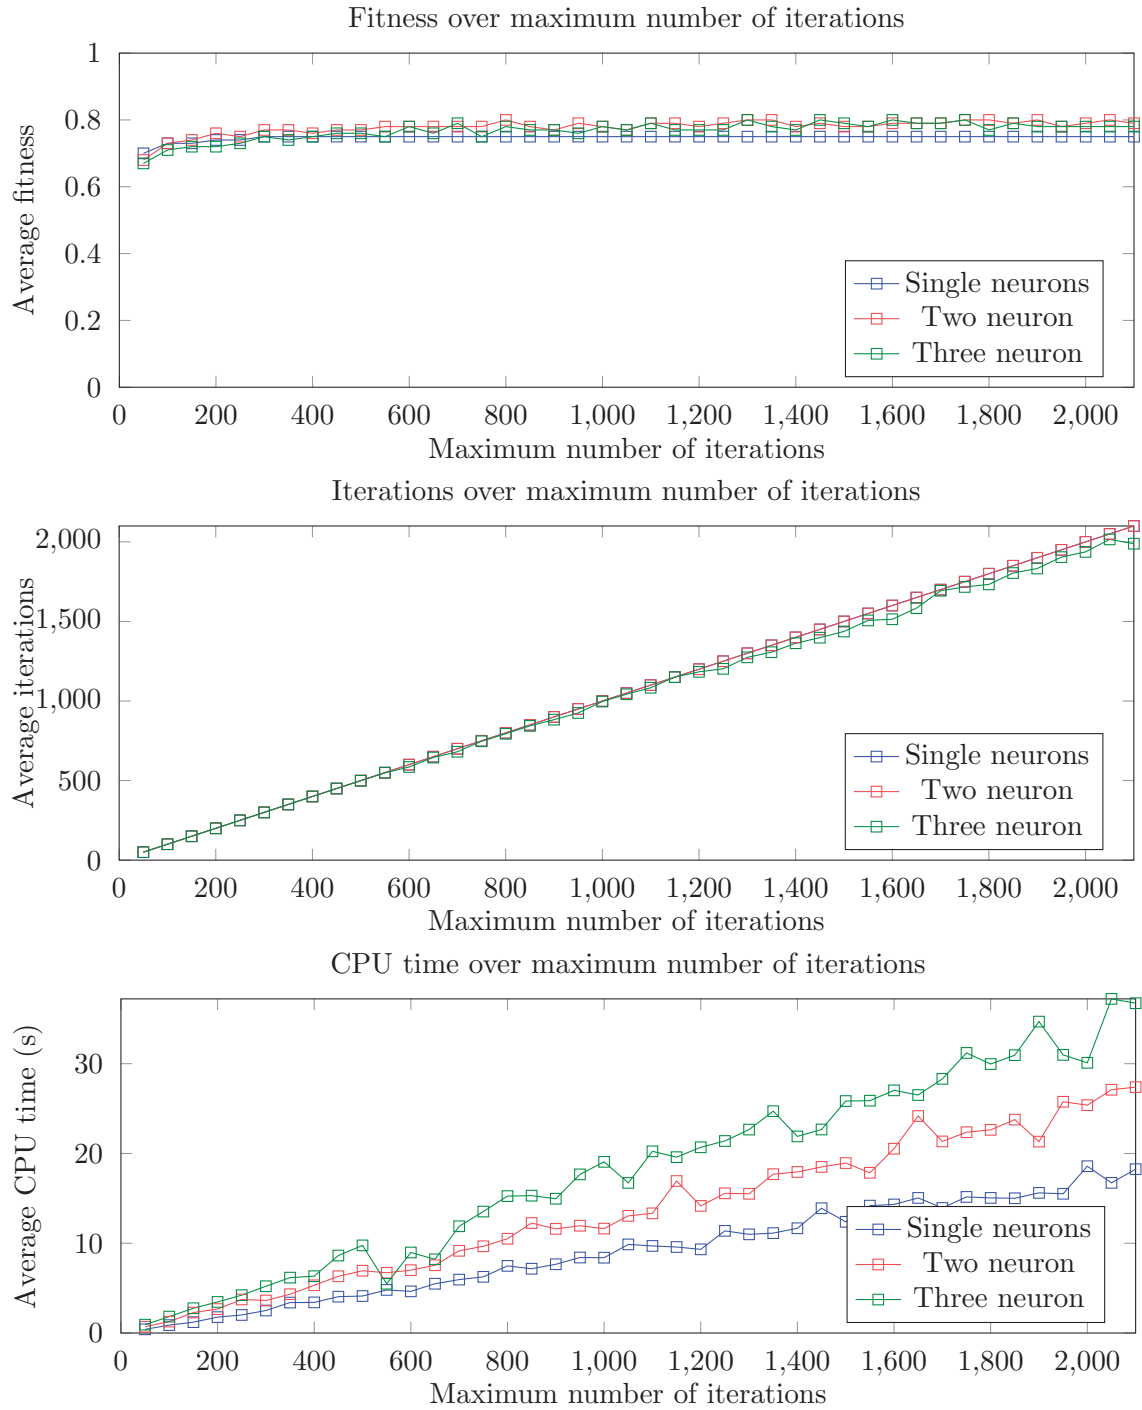 Fitness over maximum number of iterations
1
0.8
0.6
0.4
0.2
0
Average fitness
Single neurons
Two neuron
Three neuron
0 200 400 600 800 1,000 1,200 1,400 1,600 1,800 2,000
Maximum number of iterations
Iterations over maximum number of iterations
2,000
1,500
1,000
500
0
Average iterations
Single neurons
Two neuron
Three neuron
0 200 400 600 800 1,000 1,200 1,400 1,600 1,800 2,000
Maximum number of iterations
CPU time over maximum number of iterations
30
20
10
0
Average CPU time (s)
Single neurons
Two neuron
Three neuron
0 200 400 600 800 1,000 1,200 1,400 1,600 1,800 2,000
Maximum number of iterations